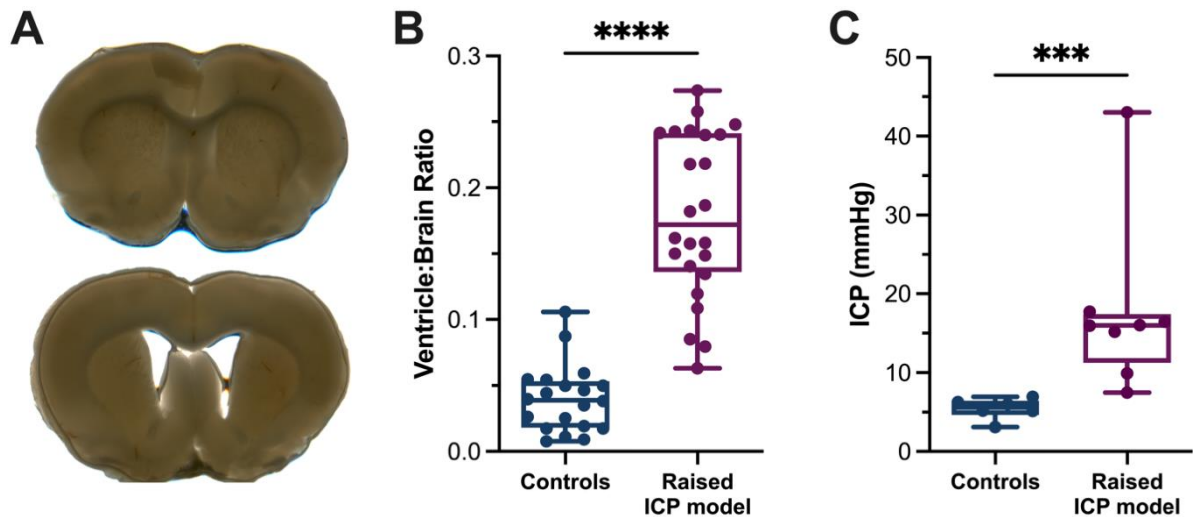 A
B
****
0.3
0.2
0.1
0.0
Ventricle:Brain Ratio
Controls
Raised
ICP model
C
***
50
40
30
20
10
0
ICP (mmHg)
Controls
Raised
ICP model